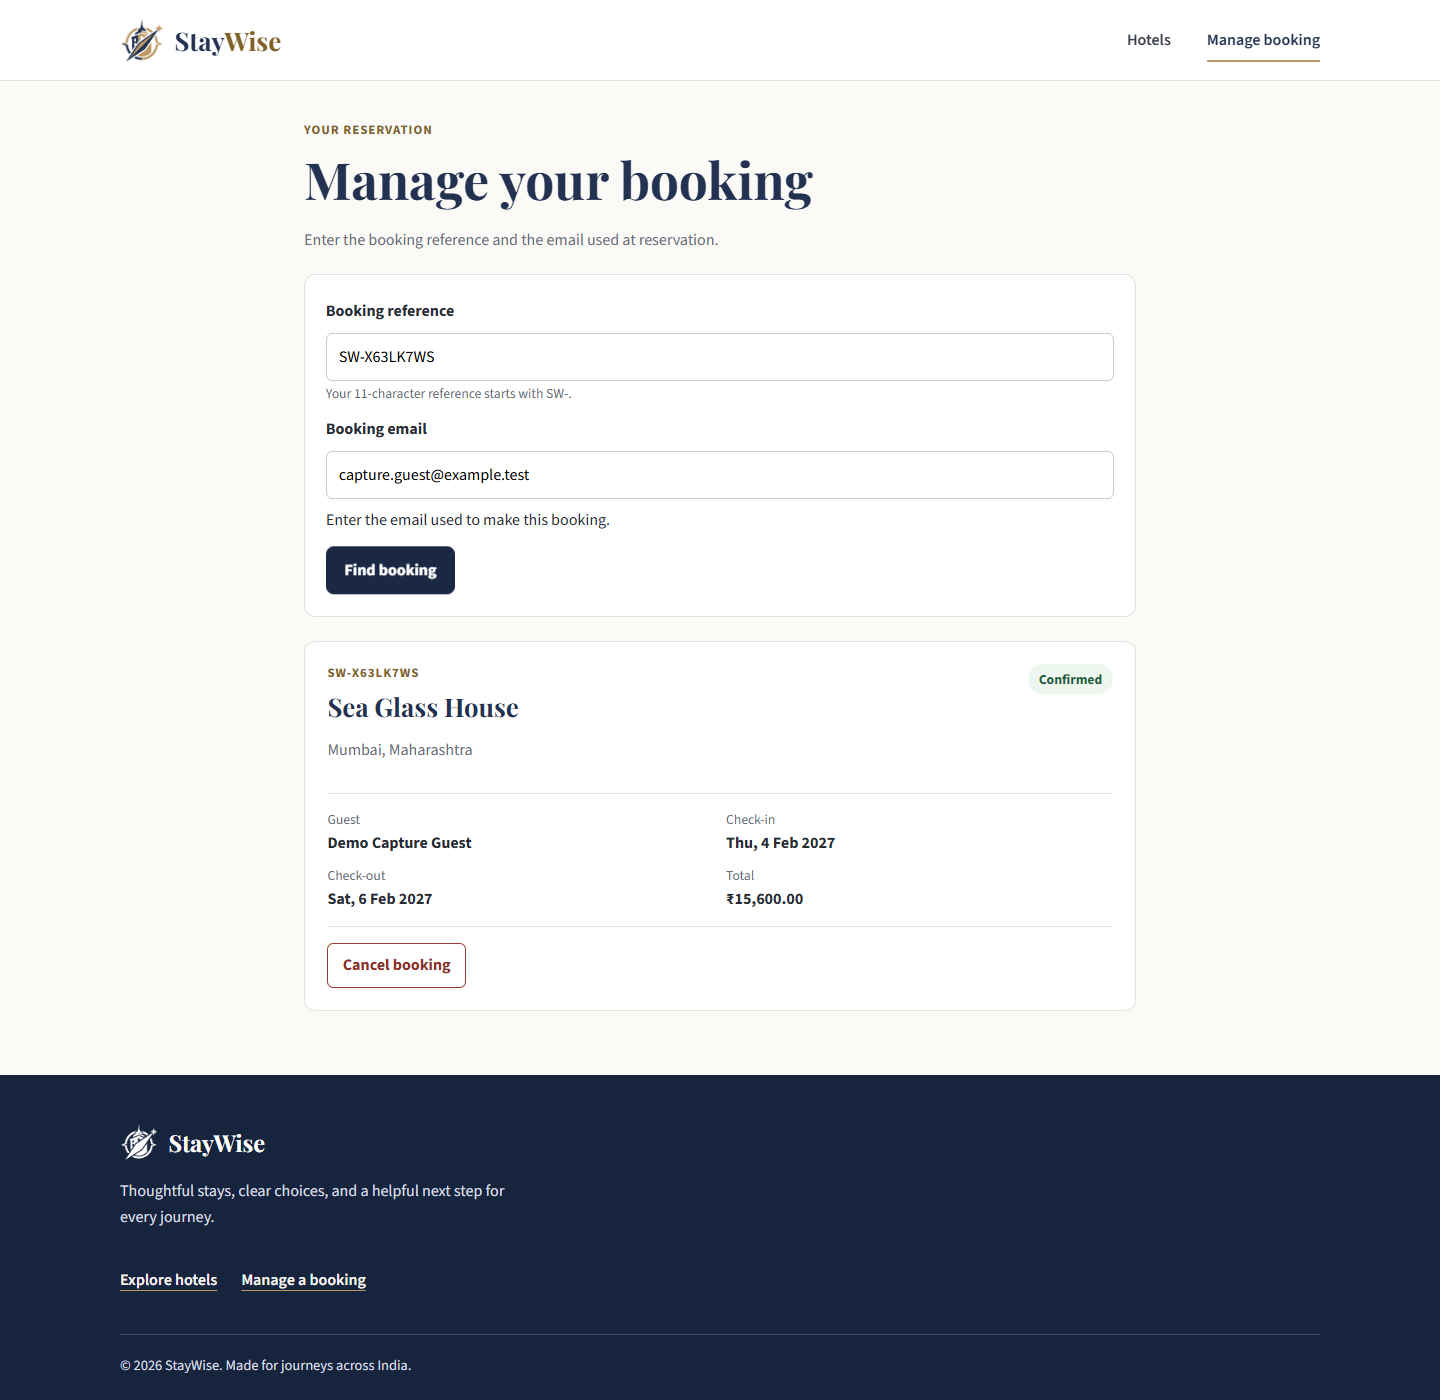 StayWise
Hotels
Manage booking
YOUR RESERVATION
Manage your booking
Enter the booking reference and the email used at reservation.
Booking reference
SW-X63LK7WS
Your 11-character reference starts with SW-.
Booking email
capture.guest@example.test
Enter the email used to make this booking.
Find booking
SW-X63LK7WS
Confirmed
Sea Glass House
Mumbai, Maharashtra
Guest
Demo Capture Guest
Check-in
Thu, 4 Feb 2027
Check-out
Sat, 6 Feb 2027
Total
₹15,600.00
Cancel booking
StayWise
Thoughtful stays, clear choices, and a helpful next step for
every journey.
Explore hotels
Manage a booking
© 2026 StayWise. Made for journeys across India.